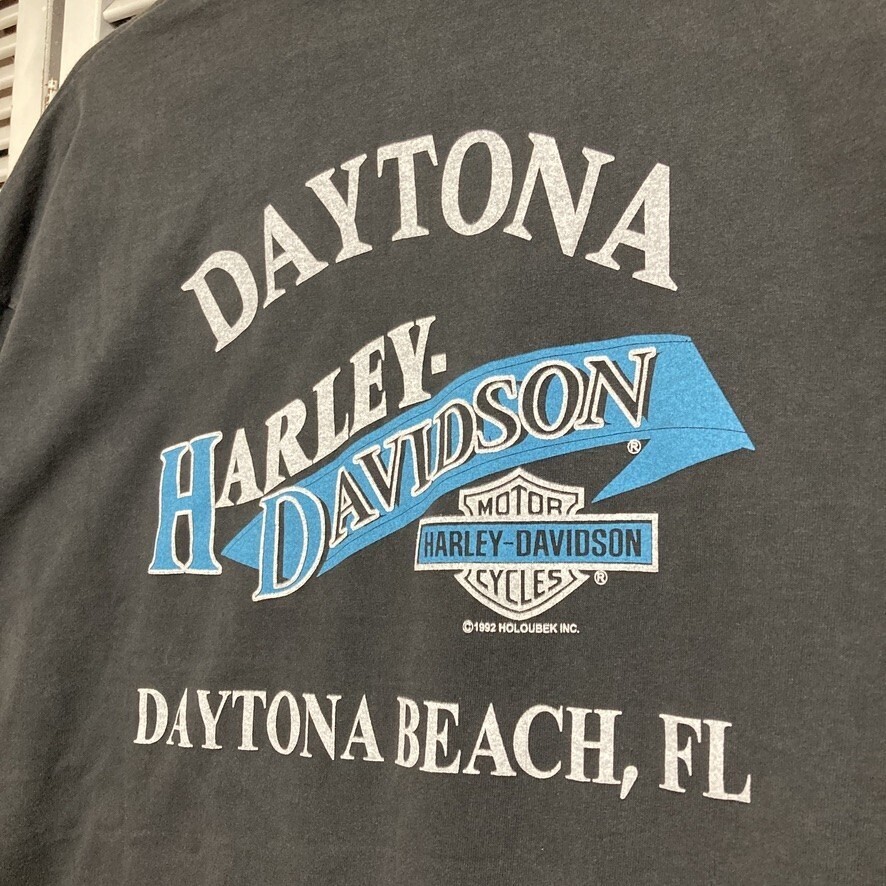 DAYTONA
HARLEY-
DAVIDSON
®
MOTOR
HARLEY-DAVIDSON
CYCLES
®
©1992 HOLOUBEK INC.
DAYTONA BEACH, FL